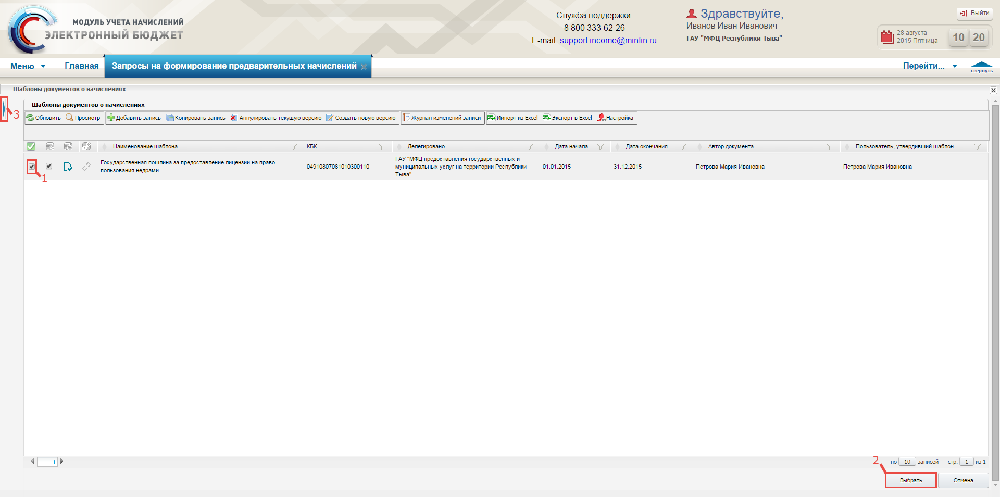 МОДУЛЬ УЧЕТА НАЧИСЛЕНИЙ
ЭЛЕКТРОННЫЙ БЮДЖЕТ
Служба поддержки:
8 800 333-62-26
E-mail: support.income@minfin.ru
Здравствуйте,
Иванов Иван Иванович
ГАУ "МФЦ Республики Тыва"
Выйти
28 августа
2015 Пятница
10 20
Меню
Главная
Запросы на формирование предварительных начислений
Перейти...
свернуть
Шаблоны документов о начислениях
3
Шаблоны документов о начислениях
Обновить Просмотр Добавить запись Копировать запись Аннулировать текущую версию Создать новую версию Журнал изменений записи Импорт из Excel Экспорт в Excel Настройка
Наименование шаблона КБК Делегировано Дата начала Дата окончания Автор документа Пользователь, утвердивший шаблон
Государственная пошлина за предоставление лицензии на право
пользования недрами
04910807081010300110
ГАУ "МФЦ предоставления государственных и
муниципальных услуг на территории Республики
Тыва"
01.01.2015
31.12.2015
Петрова Мария Ивановна
Петрова Мария Ивановна
1
1
по 10 записей стр. 1 из 1
2
Выбрать
Отмена